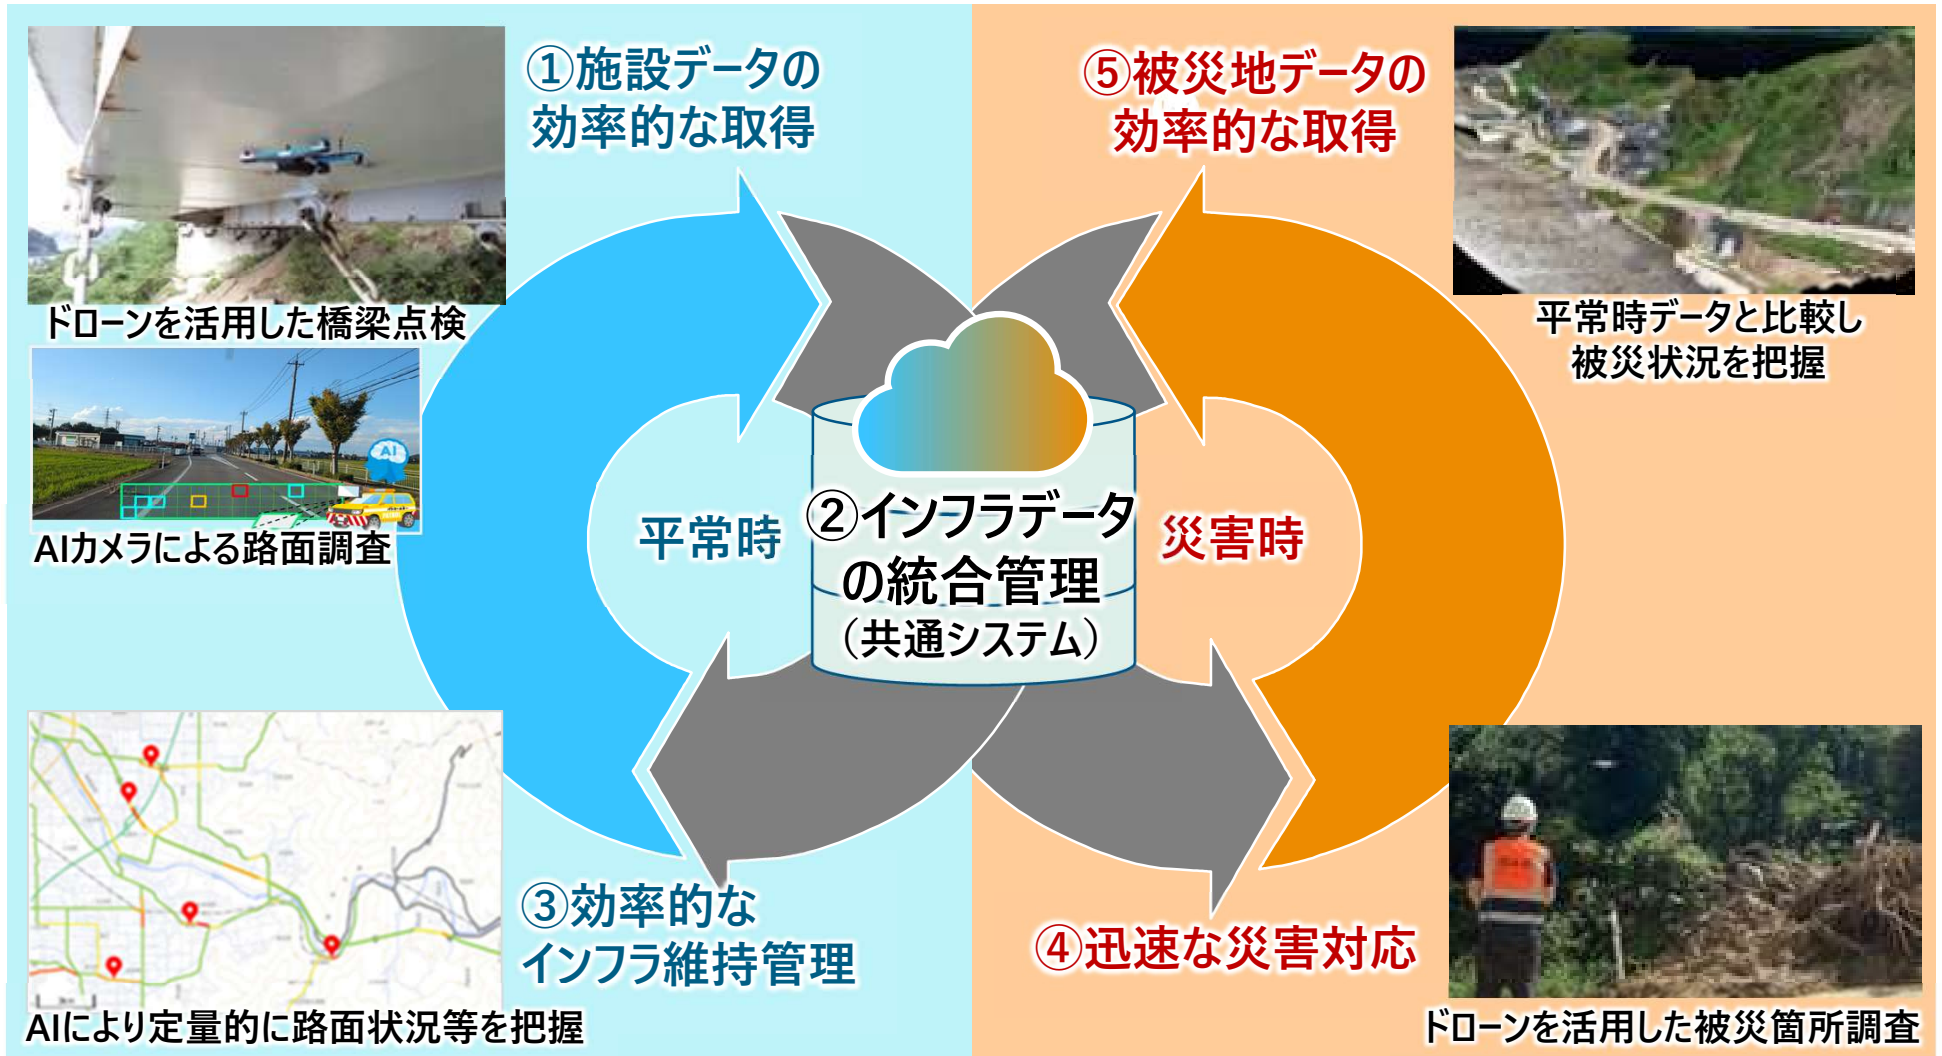 ①施設データの
効率的な取得
⑤被災地データの
効率的な取得
ドローンを活用した橋梁点検
平常時データと比較し
被災状況を把握
AI
AIカメラによる路面調査
平常時
②インフラデータ
の統合管理
（共通システム）
災害時
③効率的な
インフラ維持管理
④迅速な災害対応
AIにより定量的に路面状況等を把握
ドローンを活用した被災箇所調査